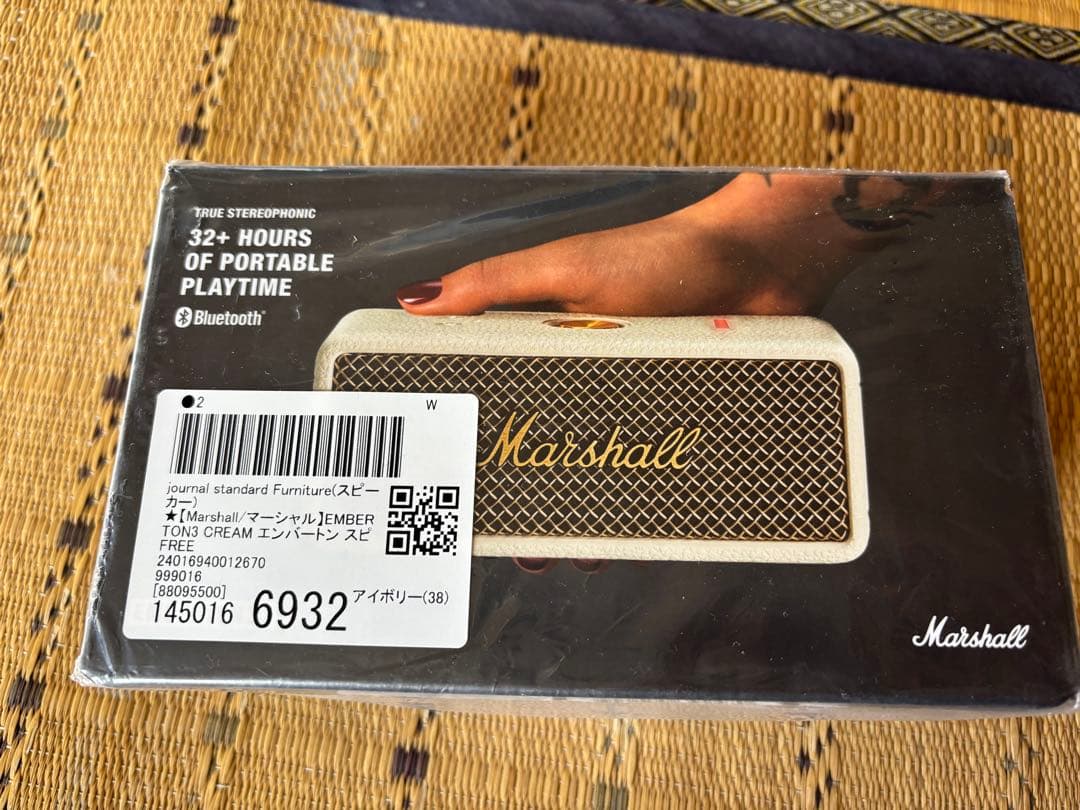 TRUE STEREOPHONIC
32+ HOURS
OF PORTABLE
PLAYTIME
Bluetooth®
Marshall
●2 W
journal standard Furniture(スピー
カー)
★【Marshall/マーシャル】EMBER
TON3 CREAM エンバートン スピ
FREE
24016940012670
999016
[88095500]
145016 6932 アイボリー(38)
Marshall